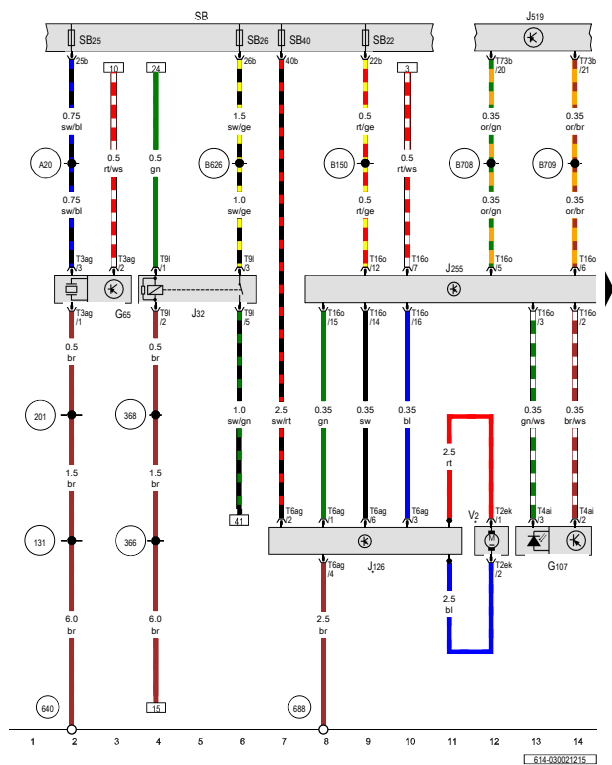 SB
J519
SB25
SB26
SB40
SB22
25b
26b
40b
22b
T73b
/20
T73b
/21
10
24
3
0.75
sw/bl
1.5
sw/ge
0.5
rt/ge
0.35
or/gn
0.35
or/br
A20
0.5
rt/ws
0.5
gn
B626
B150
0.5
rt/ws
B708
B709
0.75
sw/bl
1.0
sw/ge
0.5
rt/ge
0.35
or/gn
0.35
or/br
T3ag
/3
T3ag
/2
T9l
/1
T9l
/3
T16o
/12
T16o
/7
J255
T16o
/5
T16o
/6
T3ag
/1
G65
T9l
/2
J32
T9l
/5
T16o
/15
T16o
/14
T16o
/16
T16o
/3
T16o
/2
0.5
br
0.5
br
201
368
1.0
sw/gn
2.5
sw/rt
0.35
gn
0.35
sw
0.35
bl
0.35
gn/ws
0.35
br/ws
2.5
rt
1.5
br
1.5
br
41
T6ag
/2
T6ag
/1
T6ag
/6
T6ag
/3
V2
T2ek
/1
T4ai
/3
T4ai
/2
131
366
M
T6ag
/4
J126
T2ek
/2
G107
2.5
bl
6.0
br
6.0
br
2.5
br
640
15
688
1 2 3 4 5 6 7 8 9 10 11 12 13 14
614-030021215